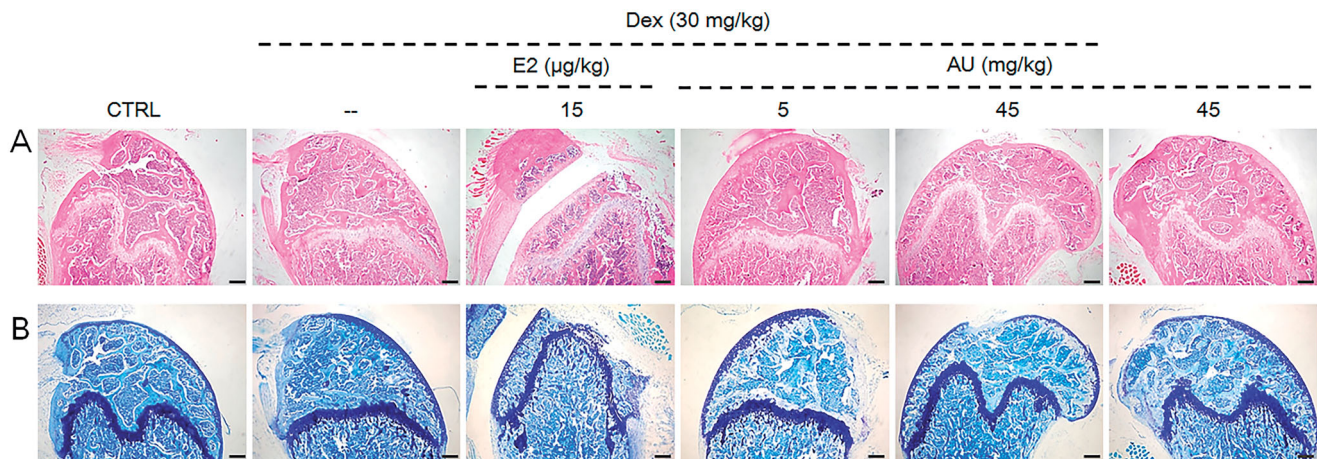 Dex (30 mg/kg)
E2 (μg/kg) AU (mg/kg)
CTRL -- 15 5 45 45
A
B